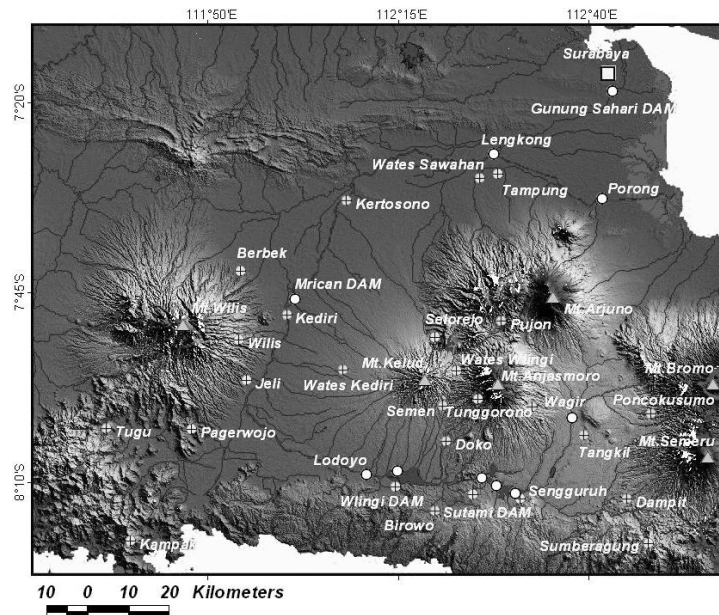 111°50'E 112°15'E 112°40'E
Surabaya
7°20'S
Gunung Sahari DAM
Lengkong
Wates Sawahan
Tampung
Porong
Kertosono
Berbek
Mrican DAM
7°45'S
Mt.Wilis
Kediri
Selorejo
Pujon
Mt.Arjuno
Wilis
Mt.Kelud
Wates Wlingi
Mt.Bromo
Jeli
Wates Kediri
Mt.Anjasmoro
Semen
Tunggorono
Wagir
Poncokusumo
Tugu
Pagerwojo
Doko
Tangkil
Mt.Semeru
Lodoyo
8°10'S
Wlingi DAM
Sengguruh
Sutami DAM
Dampit
Birowo
Kampak
Sumberagung
10 0 10 20 Kilometers